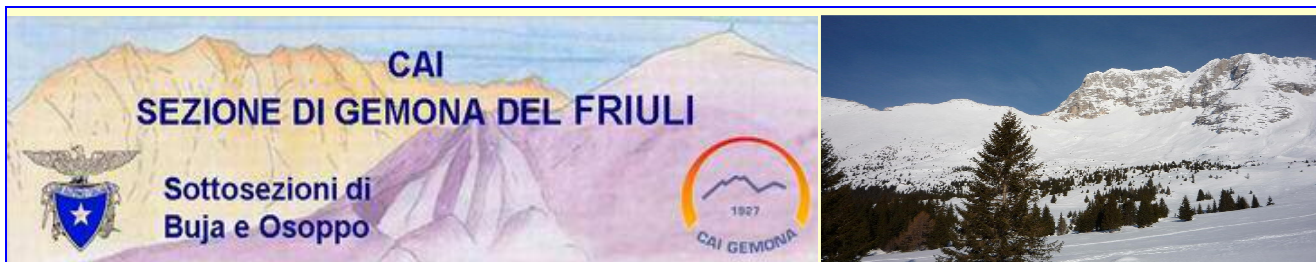 CAI
SEZIONE DI GEMONA DEL FRIULI
Sottosezioni di
Buja e Osoppo
1927
CAI GEMONA